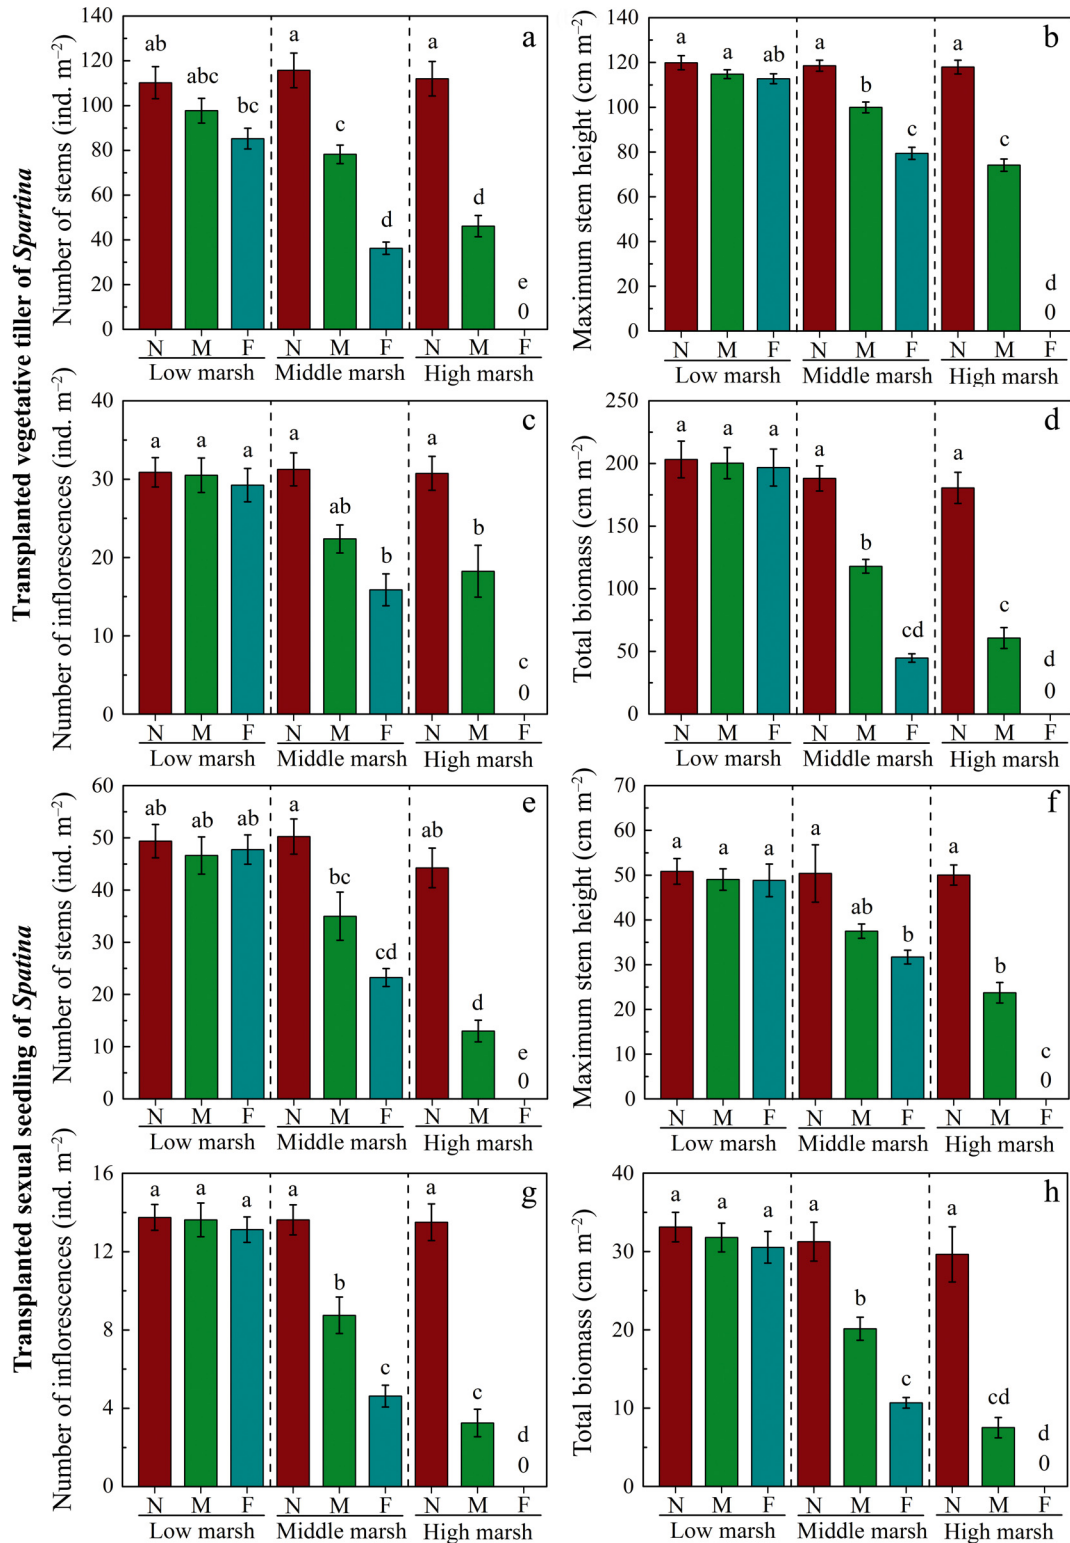 Transplanted vegetative tiller of Spartina
Number of stems (ind. m−2)
140
120
100
80
60
40
20
0
a
ab
abc
bc
a
c
d
a
d
e
0
N M F N M F N M F
Low marsh Middle marsh High marsh
Maximum stem height (cm m−2)
140
120
100
80
60
40
20
0
b
a
a
ab
a
b
c
a
c
d
0
N M F N M F N M F
Low marsh Middle marsh High marsh
Number of inflorescences (ind. m−2)
40
30
20
10
0
c
a
a
a
a
ab
b
a
b
c
0
N M F N M F N M F
Low marsh Middle marsh High marsh
Total biomass (cm m−2)
250
200
150
100
50
0
d
a
a
a
a
b
cd
a
c
d
0
N M F N M F N M F
Low marsh Middle marsh High marsh
Transplanted sexual seedling of Spatina
Number of stems (ind. m−2)
60
50
40
30
20
10
0
e
ab
ab
ab
a
bc
cd
ab
d
e
0
N M F N M F N M F
Low marsh Middle marsh High marsh
Maximum stem height (cm m−2)
70
60
50
40
30
20
10
0
f
a
a
a
a
ab
b
a
b
c
0
N M F N M F N M F
Low marsh Middle marsh High marsh
Number of inflorescences (ind. m−2)
16
12
8
4
0
g
a
a
a
a
b
c
a
c
d
0
N M F N M F N M F
Low marsh Middle marsh High marsh
Total biomass (cm m−2)
40
30
20
10
0
h
a
a
a
a
b
c
a
cd
d
0
N M F N M F N M F
Low marsh Middle marsh High marsh